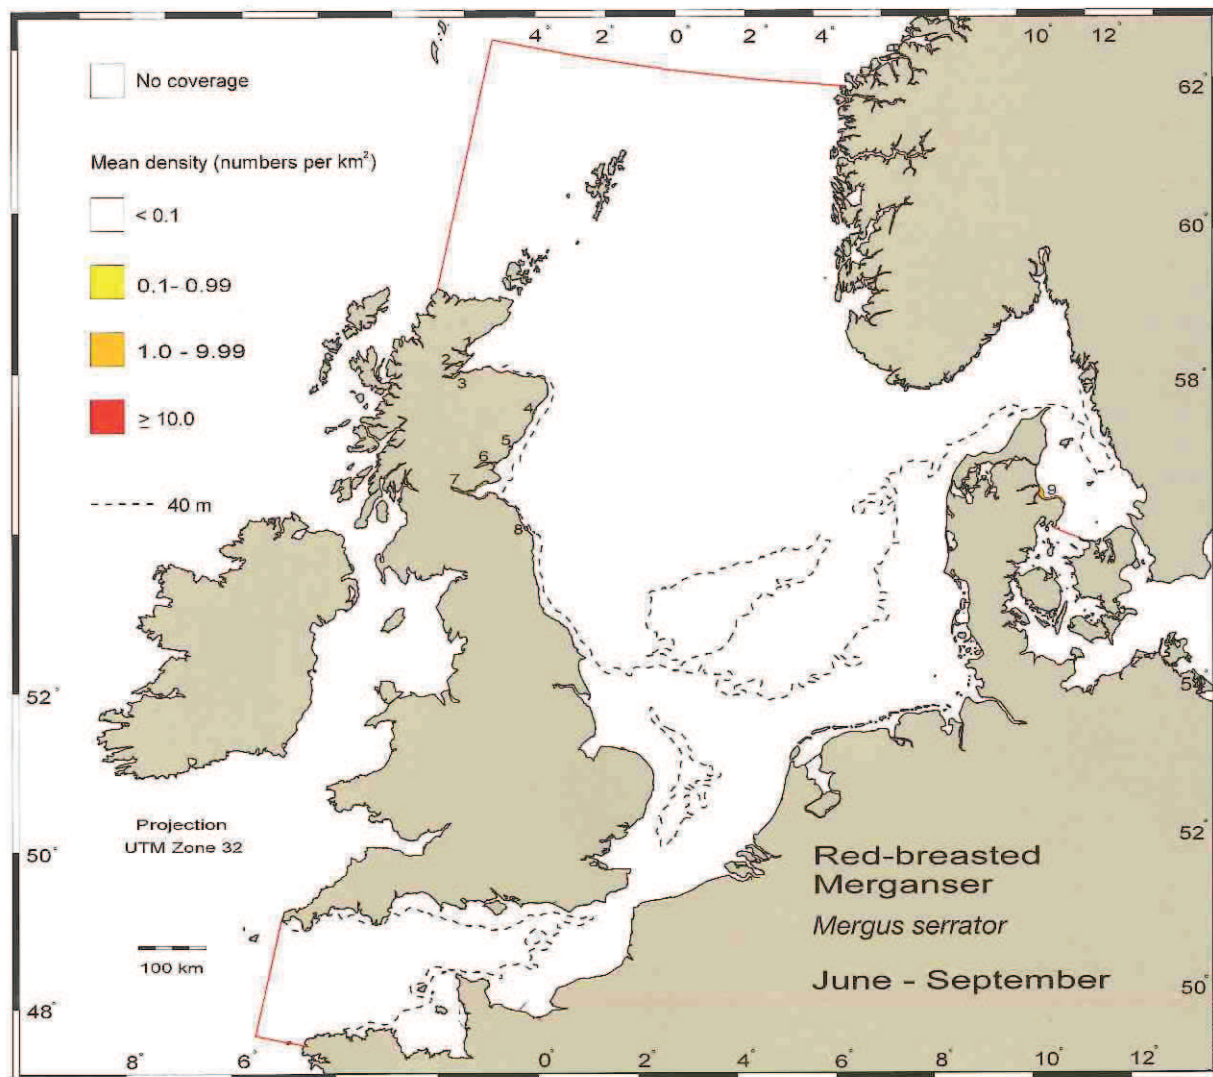 4° 2° 0° 2° 4° 10° 12°
No coverage
62°
Mean density (numbers per km²)
< 0.1
60°
0.1- 0.99
1.0 - 9.99
58°
≥ 10.0
40 m
1
2
3
4
5
6
7
8
9
52°
54°
Projection
UTM Zone 32
50°
52°
Red-breasted
Merganser
Mergus serrator
100 km
June - September
48°
50°
8° 6° 0° 2° 4° 6° 8° 10° 12°